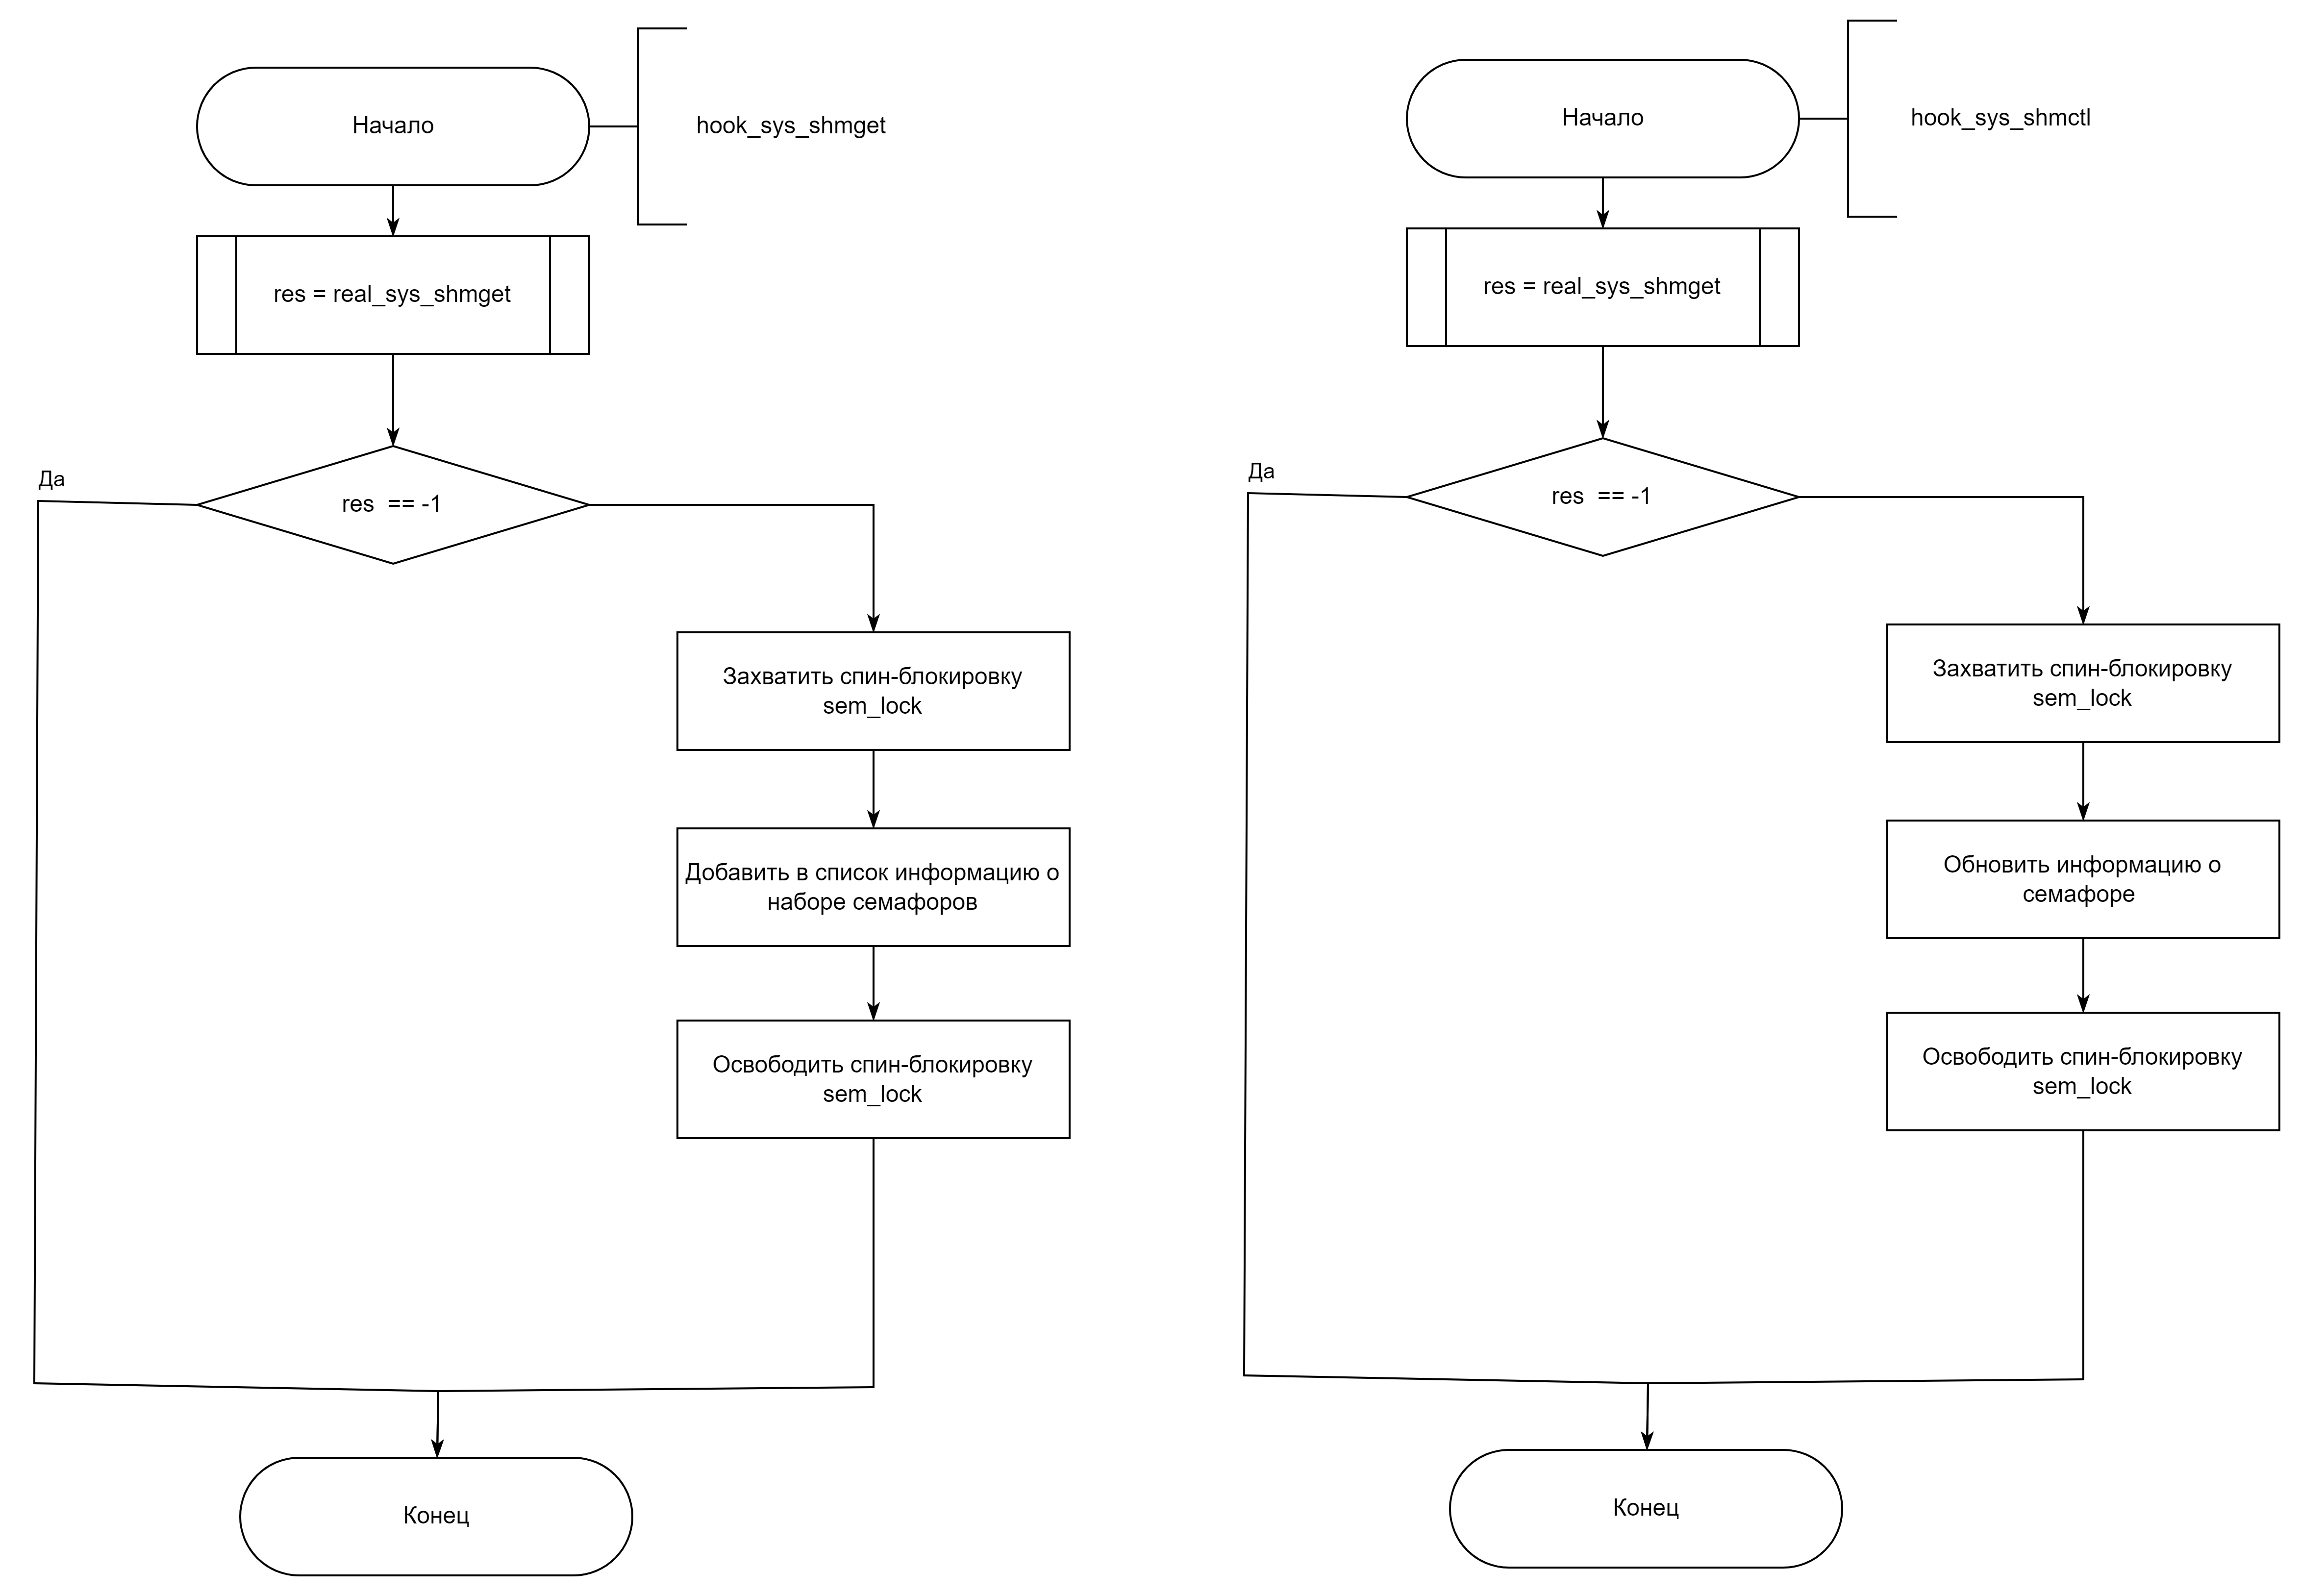 Начало
hook_sys_shmget
res = real_sys_shmget
Да
res  == -1
Захватить спин-блокировку
sem_lock
Добавить в список информацию о
наборе семафоров
Освободить спин-блокировку
sem_lock
Конец
Начало
hook_sys_shmctl
res = real_sys_shmget
Да
res  == -1
Захватить спин-блокировку
sem_lock
Обновить информацию о
семафоре
Освободить спин-блокировку
sem_lock
Конец